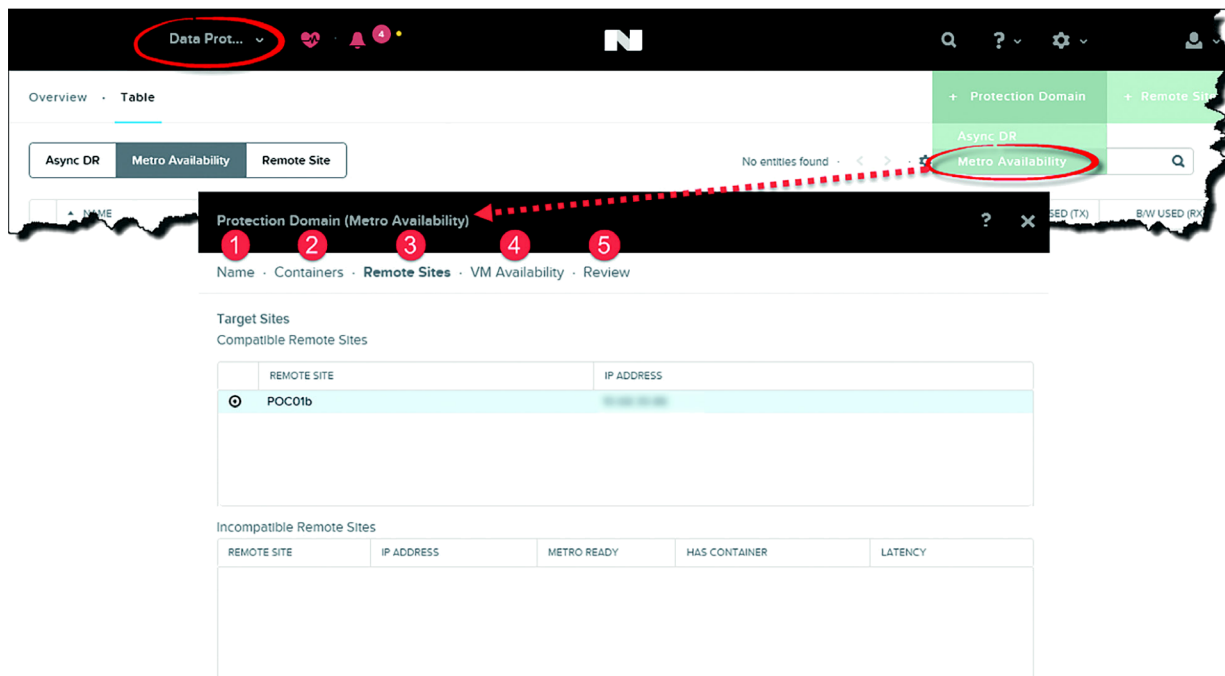 Data Prot...
4
?
Overview · Table
+ Protection Domain
+ Remote Site
Async DR
Metro Availability
Async DR
Metro Availability
Remote Site
No entities found
NAME
SED (TX)
B/W USED (RX
Protection Domain (Metro Availability)
?
1 2 3 4 5
Name · Containers · Remote Sites · VM Availability · Review
Target Sites
Compatible Remote Sites
REMOTE SITE IP ADDRESS
POC01b
Incompatible Remote Sites
REMOTE SITE IP ADDRESS METRO READY HAS CONTAINER LATENCY